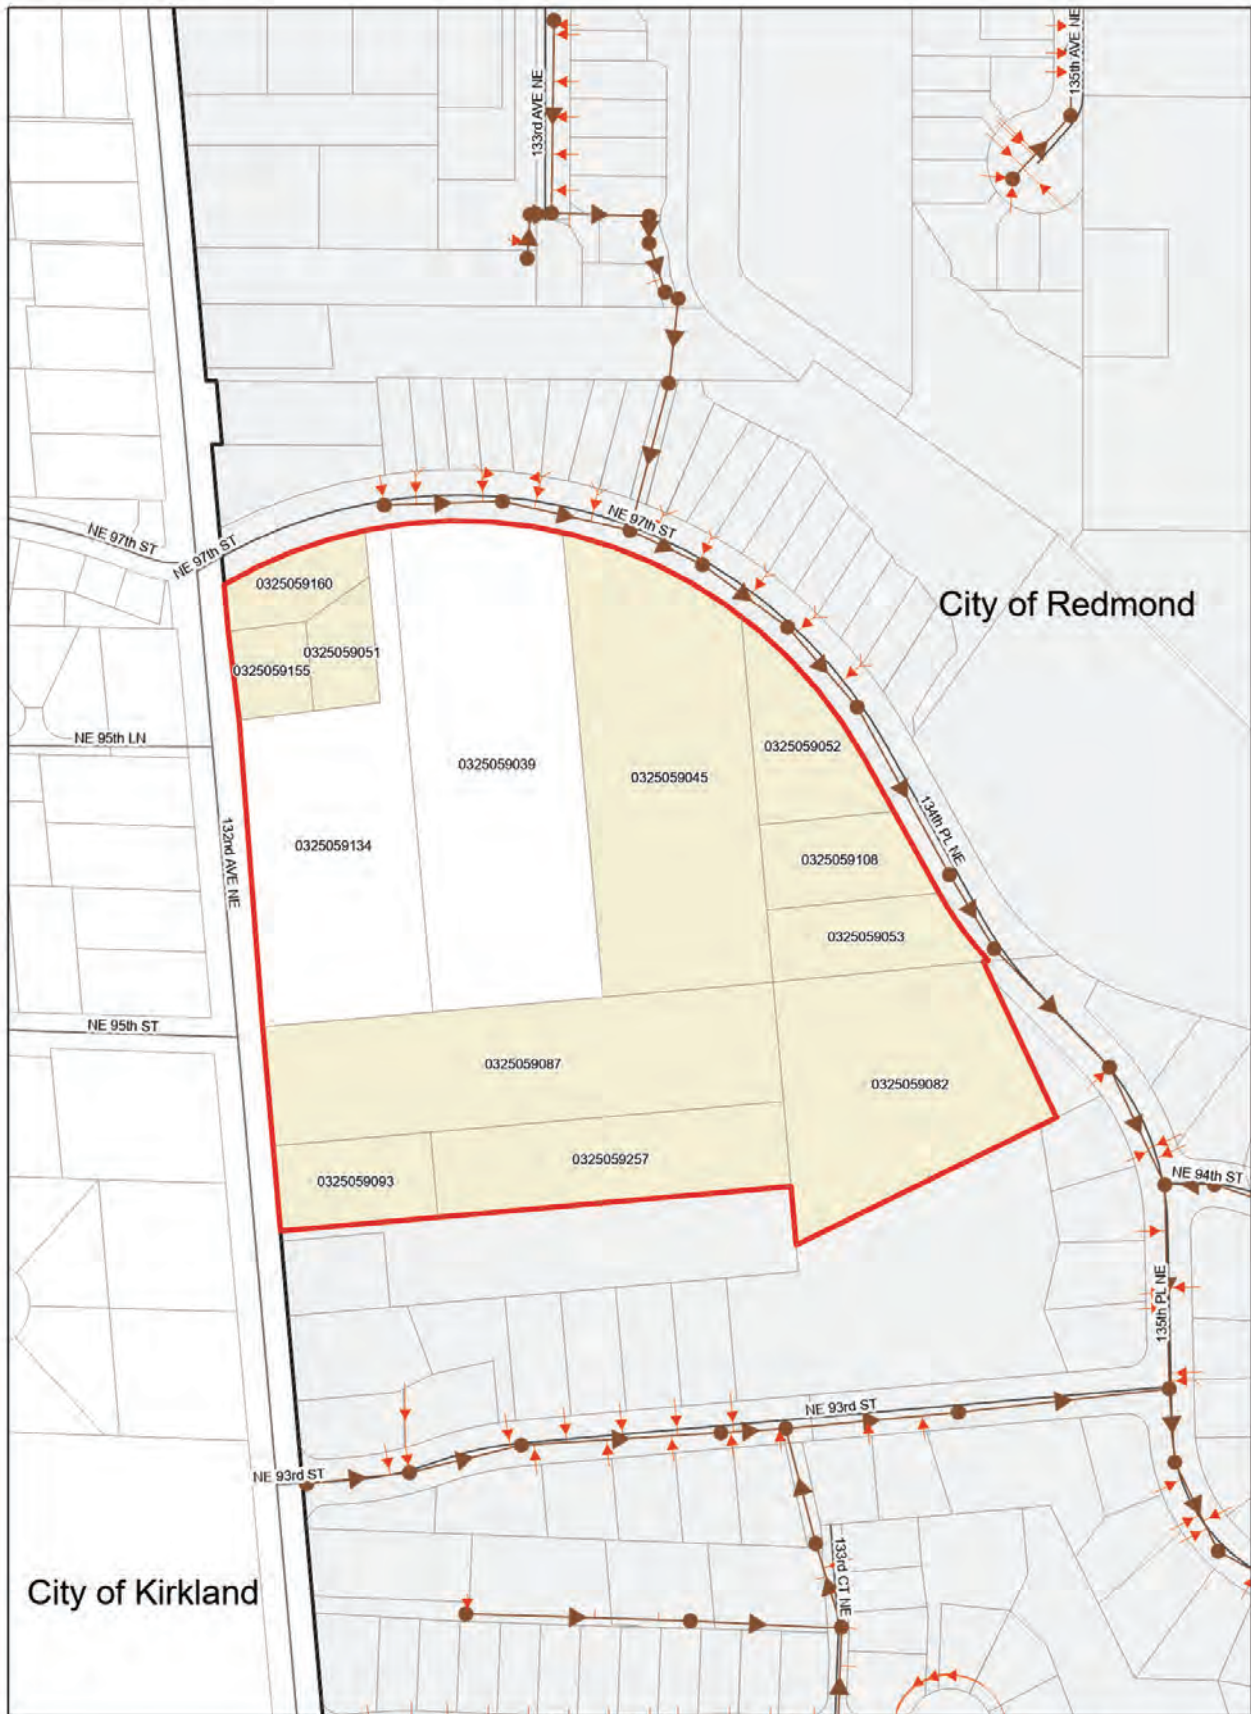 133rd AVE NE
135th AVE NE
NE 97th ST
NE 97th ST
NE 97th ST
City of Redmond
0325059160
0325059051
0325059155
NE 95th LN
0325059052
0325059039
0325059045
134th PL NE
132nd AVE NE
0325059134
0325059108
0325059053
NE 95th ST
0325059087
0325059082
0325059257
0325059093
NE 94th ST
135th PL NE
NE 93rd ST
NE 93rd ST
133rd CT NE
City of Kirkland